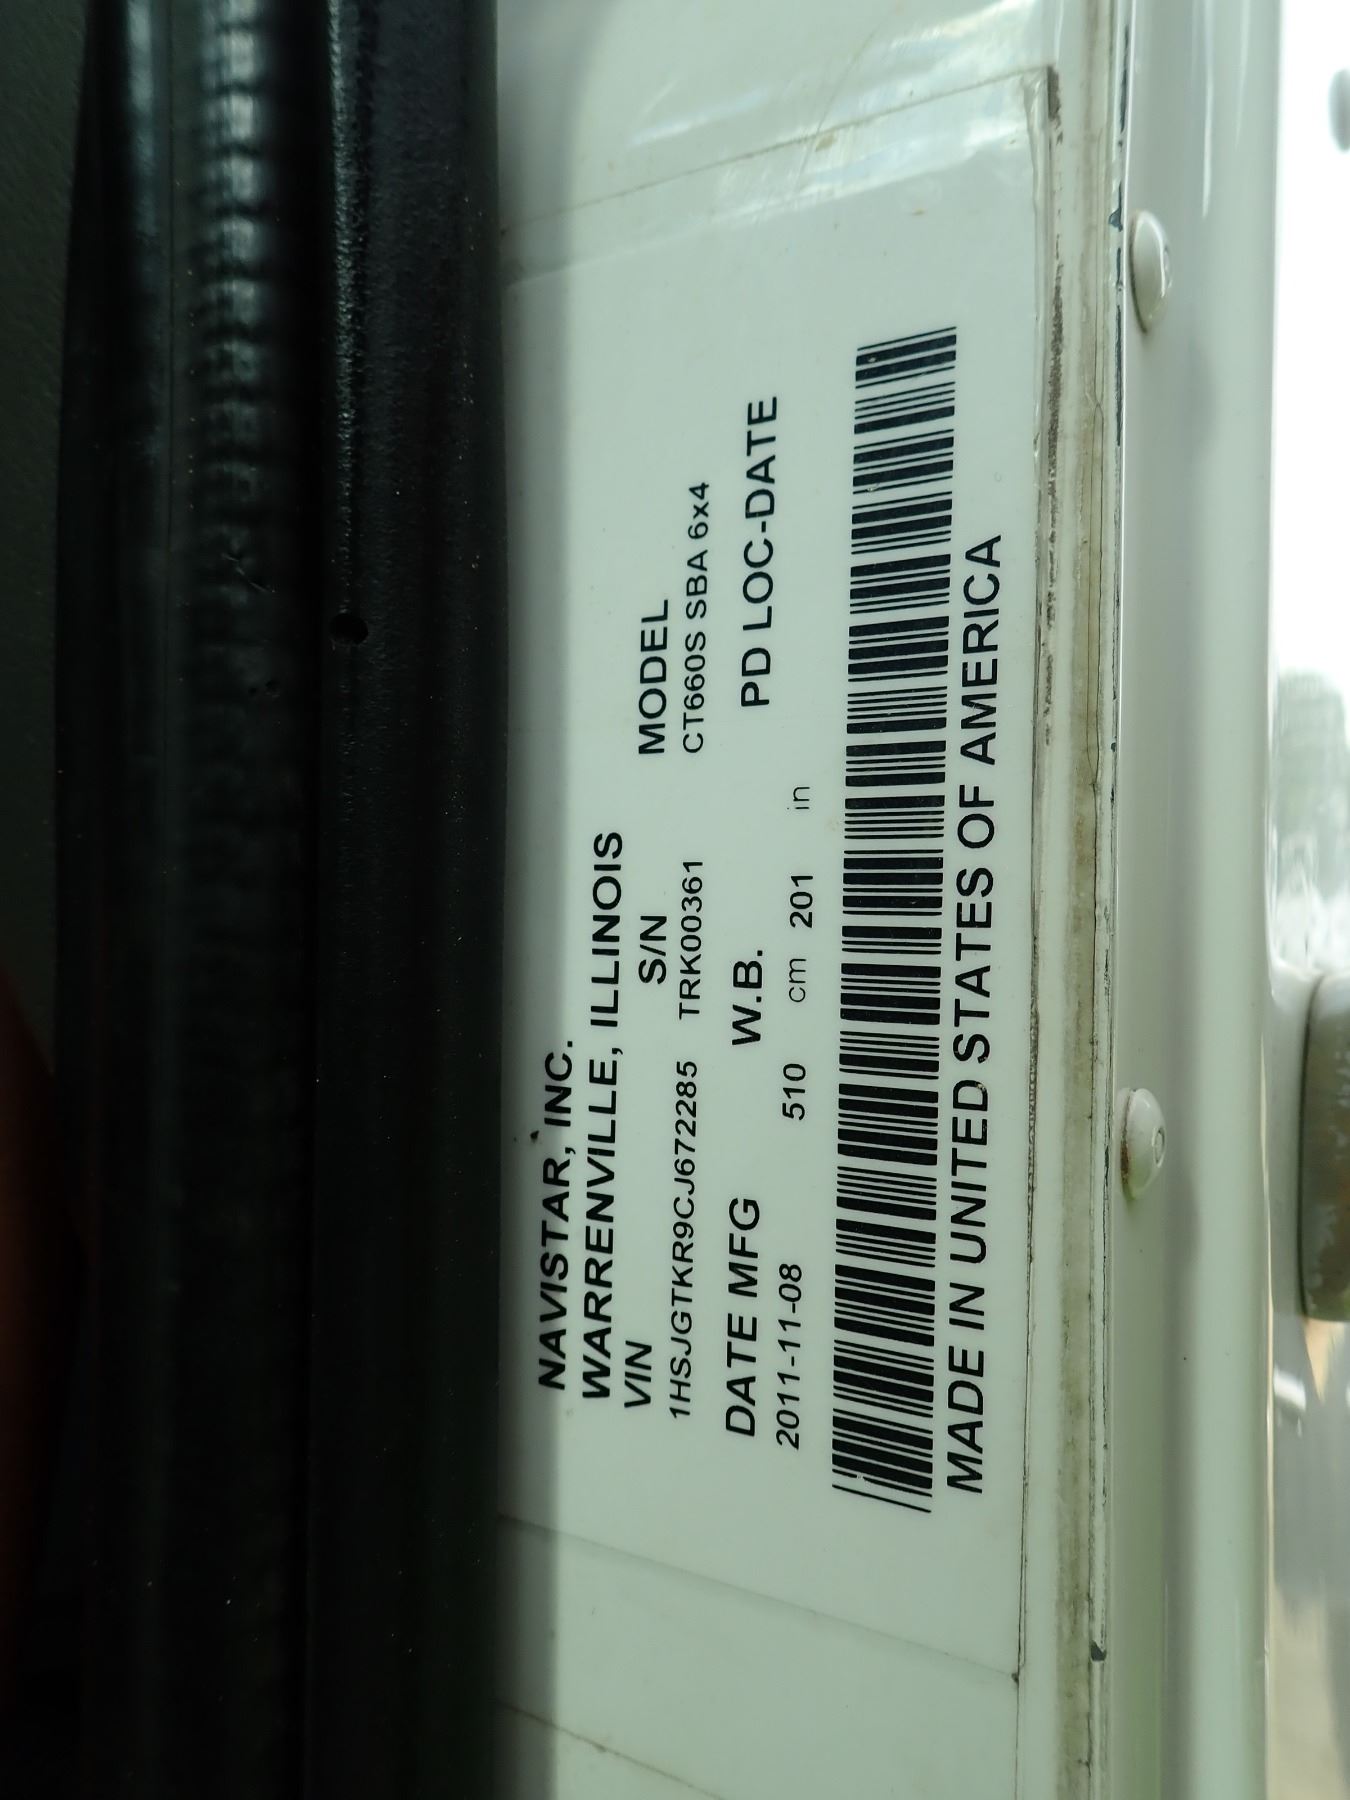 NAVISTAR, INC.
WARRENVILLE, ILLINOIS
VIN S/N MODEL
1HSJGTKR9CJ672285 TRK00361 CT660S SBA 6x4
DATE MFG W.B. PD LOC-DATE
2011-11-08 510 cm 201 in
MADE IN UNITED STATES OF AMERICA